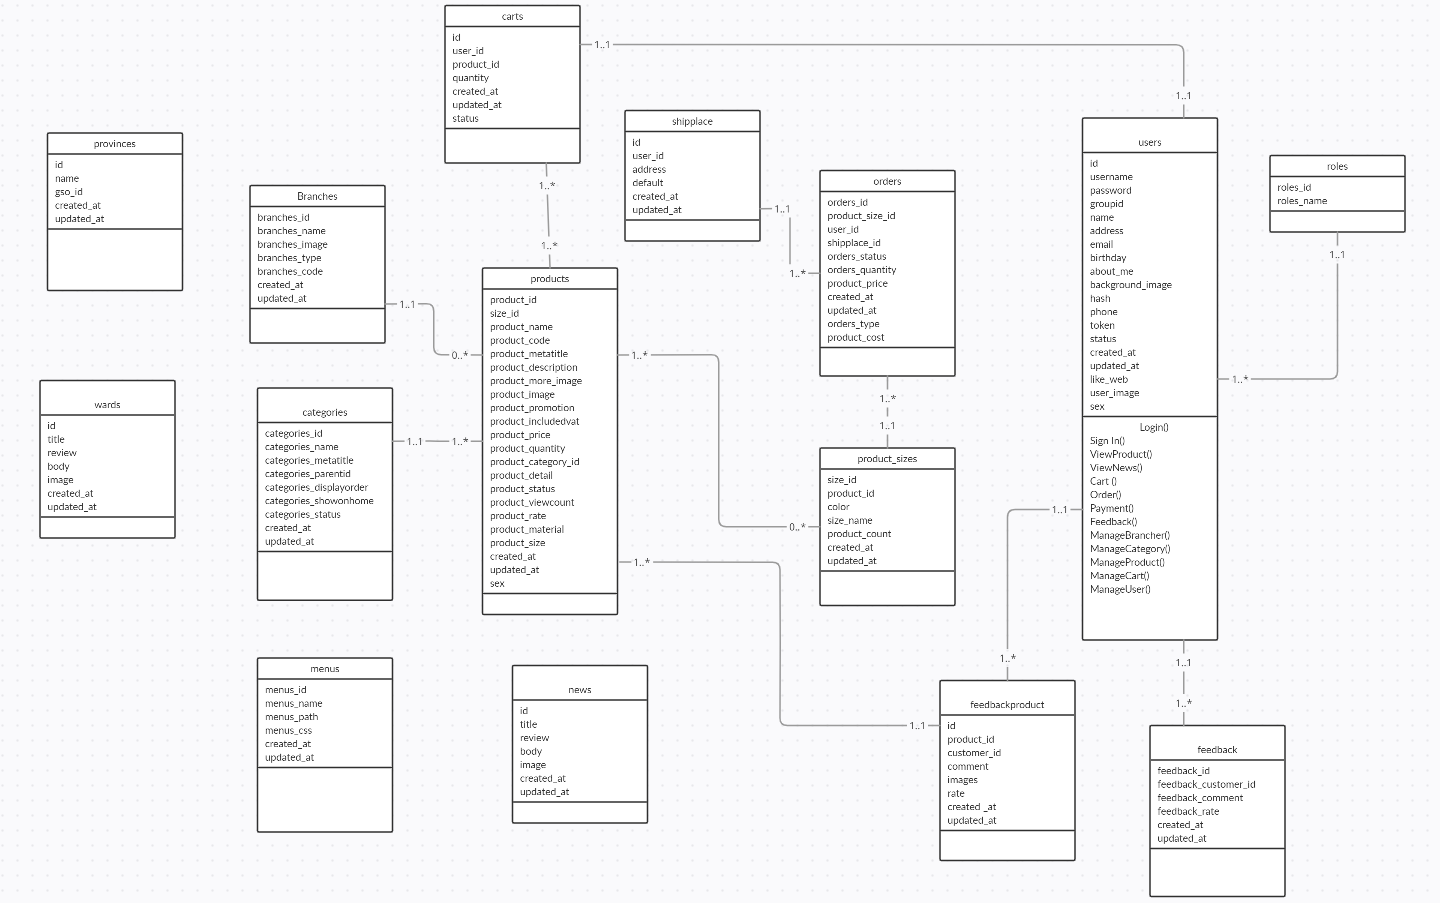 carts
id
user_id
product_id
quantity
created_at
updated_at
status
1..1
1..1
1..*
1..*
provinces
id
name
gso_id
created_at
updated_at
Branches
branches_id
branches_name
branches_image
branches_type
branches_code
created_at
updated_at
1..1
0..*
shipplace
id
user_id
address
default
created_at
updated_at
1..1
1..*
orders
orders_id
product_size_id
user_id
shipplace_id
orders_status
orders_quantity
product_price
created_at
updated_at
orders_type
product_cost
1..*
1..1
users
id
username
password
groupid
name
address
email
birthday
about_me
background_image
hash
phone
token
status
created_at
updated_at
like_web
user_image
sex
Login()
Sign In()
ViewProduct()
ViewNews()
Cart ()
Order()
Payment()
Feedback()
ManageBrancher()
ManageCategory()
ManageProduct()
ManageCart()
ManageUser()
roles
roles_id
roles_name
1..1
1..*
products
product_id
size_id
product_name
product_code
product_metatitle
product_description
product_more_image
product_image
product_promotion
product_includedvat
product_price
product_quantity
product_category_id
product_detail
product_status
product_viewcount
product_rate
product_material
product_size
created_at
updated_at
sex
1..*
0..*
1..*
1..1
wards
id
title
review
body
image
created_at
updated_at
categories
categories_id
categories_name
categories_metatitle
categories_parentid
categories_displayorder
categories_showonhome
categories_status
created_at
updated_at
1..1
1..*
product_sizes
size_id
product_id
color
size_name
product_count
created_at
updated_at
1..1
1..*
1..1
1..*
menus
menus_id
menus_name
menus_path
menus_css
created_at
updated_at
news
id
title
review
body
image
created_at
updated_at
feedbackproduct
id
product_id
customer_id
comment
images
rate
created _at
updated_at
feedback
feedback_id
feedback_customer_id
feedback_comment
feedback_rate
created_at
updated_at